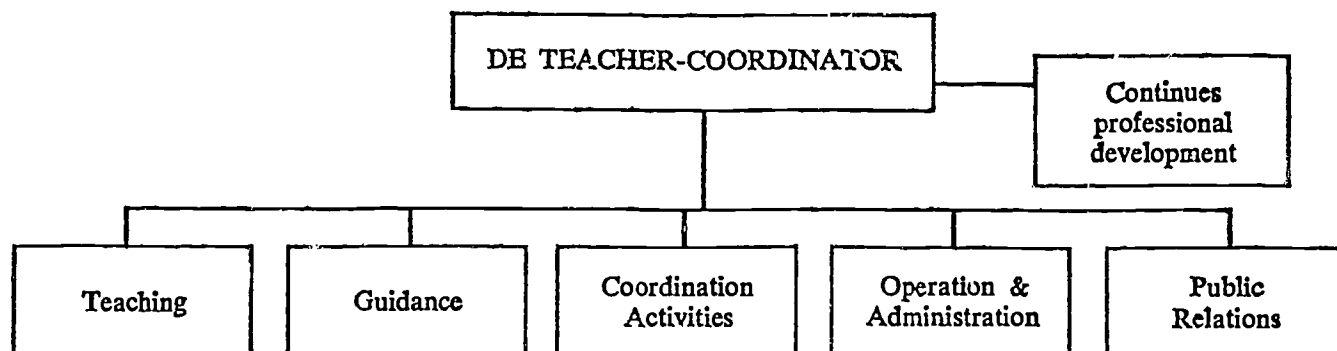 DE TEACHER-COORDINATOR
Continues
professional
development
Teaching
Guidance
Coordination
Activities
Operation &
Administration
Public
Relations